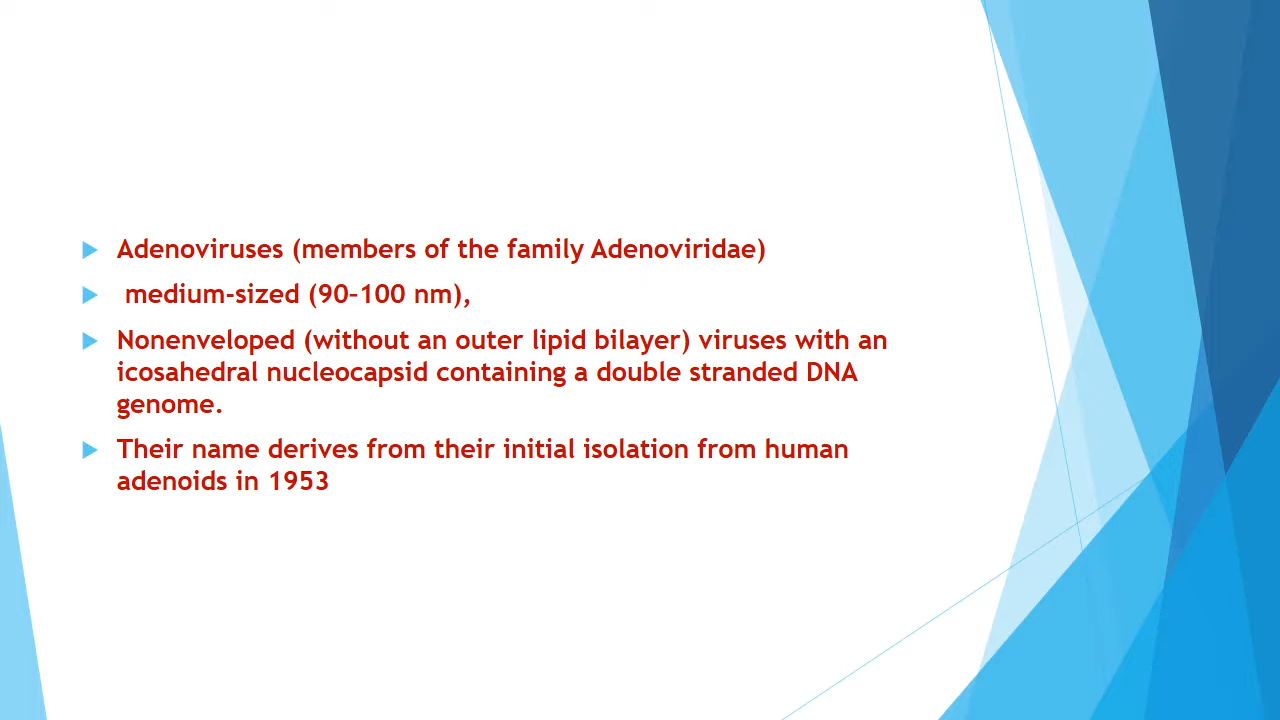 Adenoviruses (members of the family Adenoviridae)
medium-sized (90–100 nm),
Nonenveloped (without an outer lipid bilayer) viruses with an
icosahedral nucleocapsid containing a double stranded DNA
genome.
Their name derives from their initial isolation from human
adenoids in 1953